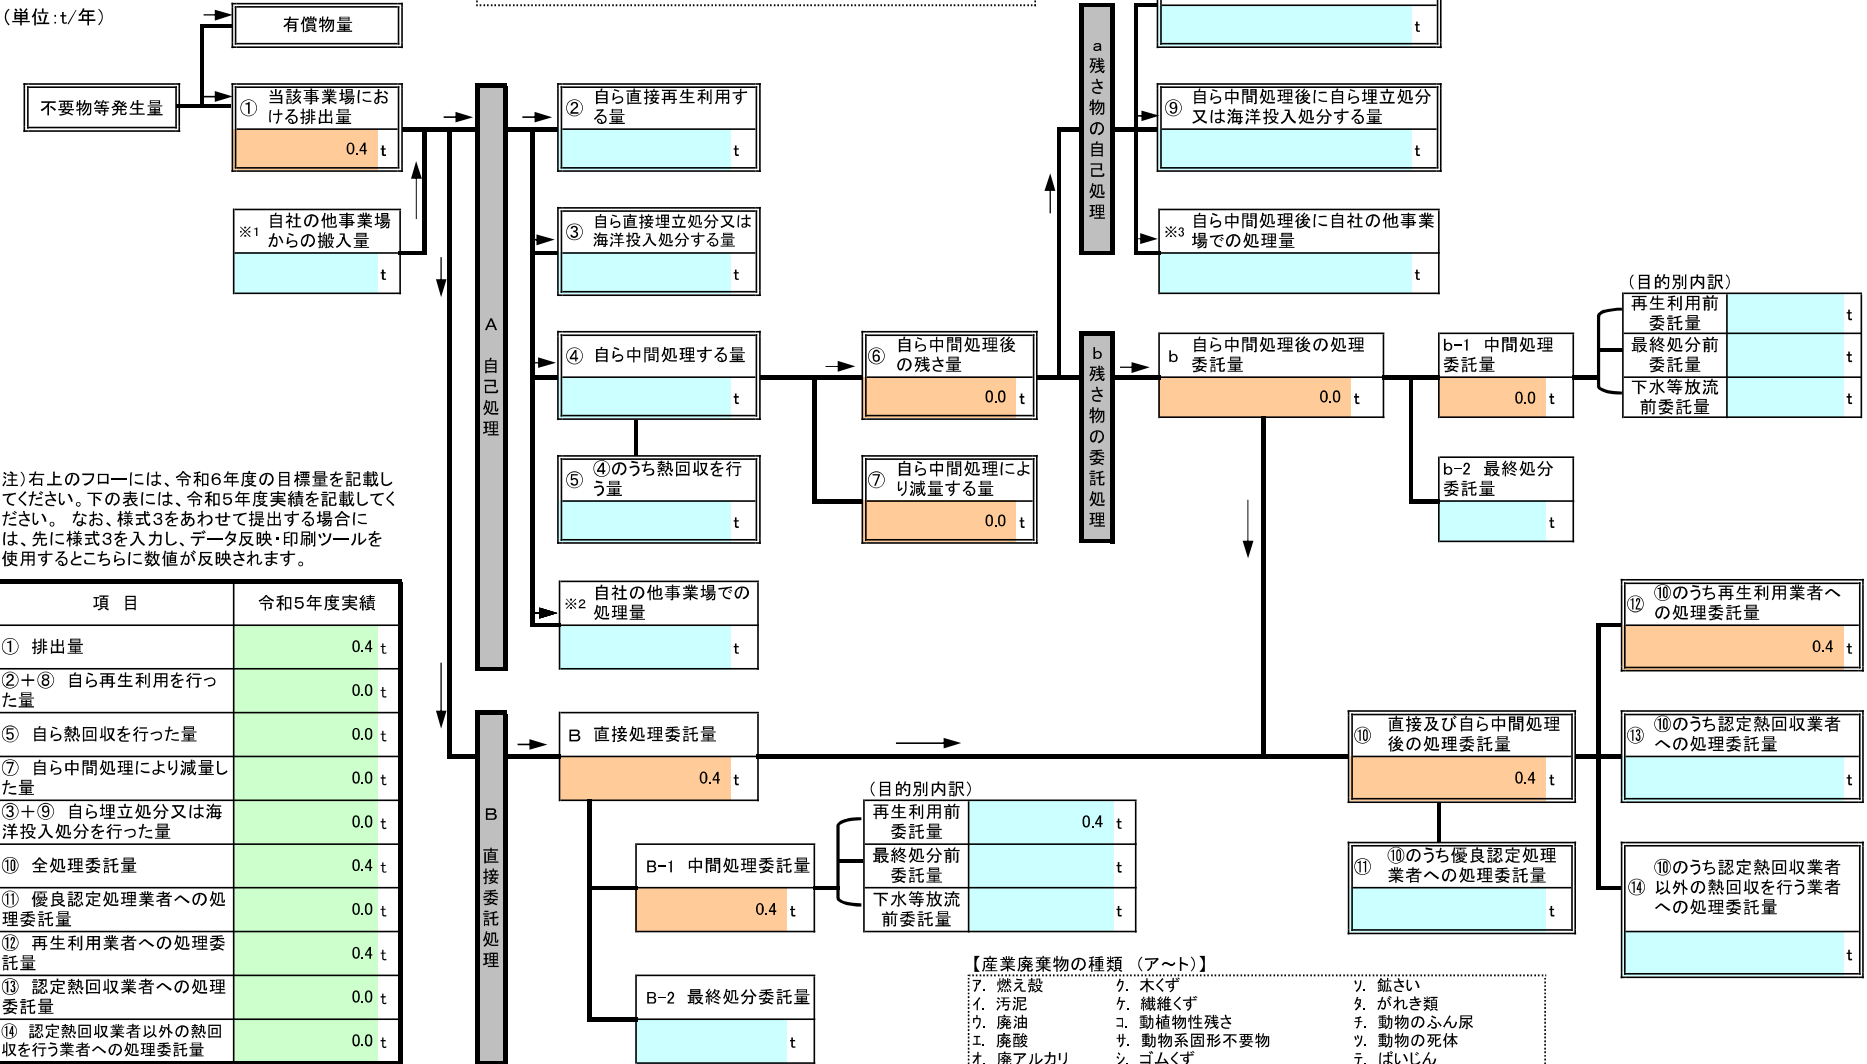 (単位:t/年)
有償物量
不要物等発生量
① 当該事業場にお
ける排出量
0.4 t
※1 自社の他事業場
からの搬入量
t
A 自己処理
② 自ら直接再生利用す
る量
t
③ 自ら直接埋立処分又は
海洋投入処分する量
t
④ 自ら中間処理する量
t
⑤ ④のうち熱回収を行
う量
t
※2 自社の他事業場での
処理量
t
⑥ 自ら中間処理後
の残さ量
0.0 t
⑦ 自ら中間処理によ
り減量する量
0.0 t
a 残さ物の自己処理
t
⑨ 自ら中間処理後に自ら埋立処分
又は海洋投入処分する量
t
※3 自ら中間処理後に自社の他事業
場での処理量
t
b 残さ物の委託処理
b 自ら中間処理後の処理
委託量
0.0 t
b-1 中間処理
委託量
0.0 t
(目的別内訳)
再生利用前
委託量
t
最終処分前
委託量
t
下水等放流
前委託量
t
b-2 最終処分
委託量
t
注)右上のフローには、令和6年度の目標量を記載し
てください。下の表には、令和5年度実績を記載してく
ださい。 なお、様式3をあわせて提出する場合に
は、先に様式3を入力し、データ反映・印刷ツールを
使用するとこちらに数値が反映されます。
項 目 令和5年度実績
① 排出量 0.4 t
②+⑧ 自ら再生利用を行っ
た量 0.0 t
⑤ 自ら熱回収を行った量 0.0 t
⑦ 自ら中間処理により減量し
た量 0.0 t
③+⑨ 自ら埋立処分又は海
洋投入処分を行った量 0.0 t
⑩ 全処理委託量 0.4 t
⑪ 優良認定処理業者への処
理委託量 0.0 t
⑫ 再生利用業者への処理委
託量 0.4 t
⑬ 認定熱回収業者への処理
委託量 0.0 t
⑭ 認定熱回収業者以外の熱回
収を行う業者への処理委託量 0.0 t
B 直接委託処理
B 直接処理委託量
0.4 t
B-1 中間処理委託量
0.4 t
(目的別内訳)
再生利用前
委託量
0.4 t
最終処分前
委託量
t
下水等放流
前委託量
t
B-2 最終処分委託量
t
⑩ 直接及び自ら中間処理
後の処理委託量
0.4 t
⑪ ⑩のうち優良認定処理
業者への処理委託量
t
⑫ ⑩のうち再生利用業者へ
の処理委託量
0.4 t
⑬ ⑩のうち認定熱回収業者
への処理委託量
t
⑭ ⑩のうち認定熱回収業者
以外の熱回収を行う業者
への処理委託量
t
【産業廃棄物の種類 (ア~ト)】
ア. 燃え殻 ク. 木くず ソ. 鉱さい
イ. 汚泥 ケ. 繊維くず タ. がれき類
ウ. 廃油 コ. 動植物性残さ チ. 動物のふん尿
エ. 廃酸 サ. 動物系固形不要物 ツ. 動物の死体
オ. 廃アルカリ シ. ゴムくず テ. ばいじん